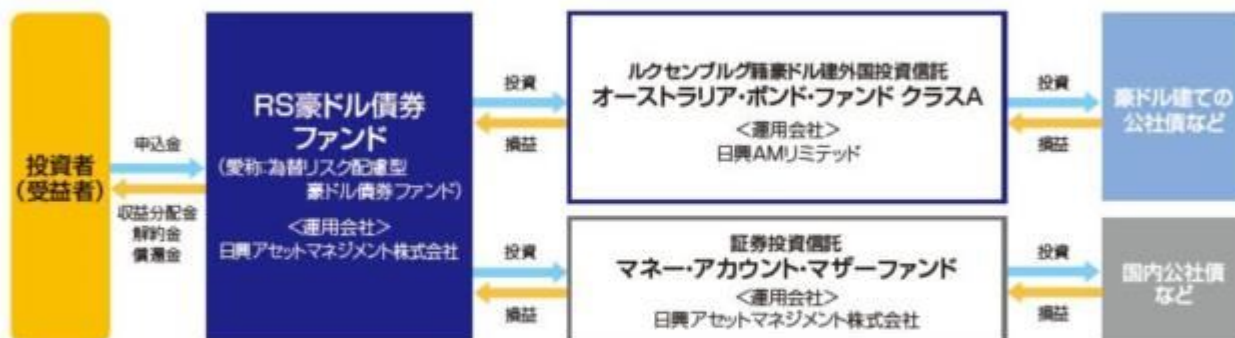 投資者
(受益者)
申込金
収益分配金
解約金
償還金
RS豪ドル債券
ファンド
(愛称:為替リスク配慮型
豪ドル債券ファンド)
<運用会社>
日興アセットマネジメント株式会社
投資
損益
ルクセンブルグ籍豪ドル建外国投資信託
オーストラリア・ボンド・ファンド クラスA
<運用会社>
日興AMリミテッド
投資
損益
豪ドル建ての
公社債など
投資
損益
証券投資信託
マネー・アカウント・マザーファンド
<運用会社>
日興アセットマネジメント株式会社
投資
損益
国内公社債
など